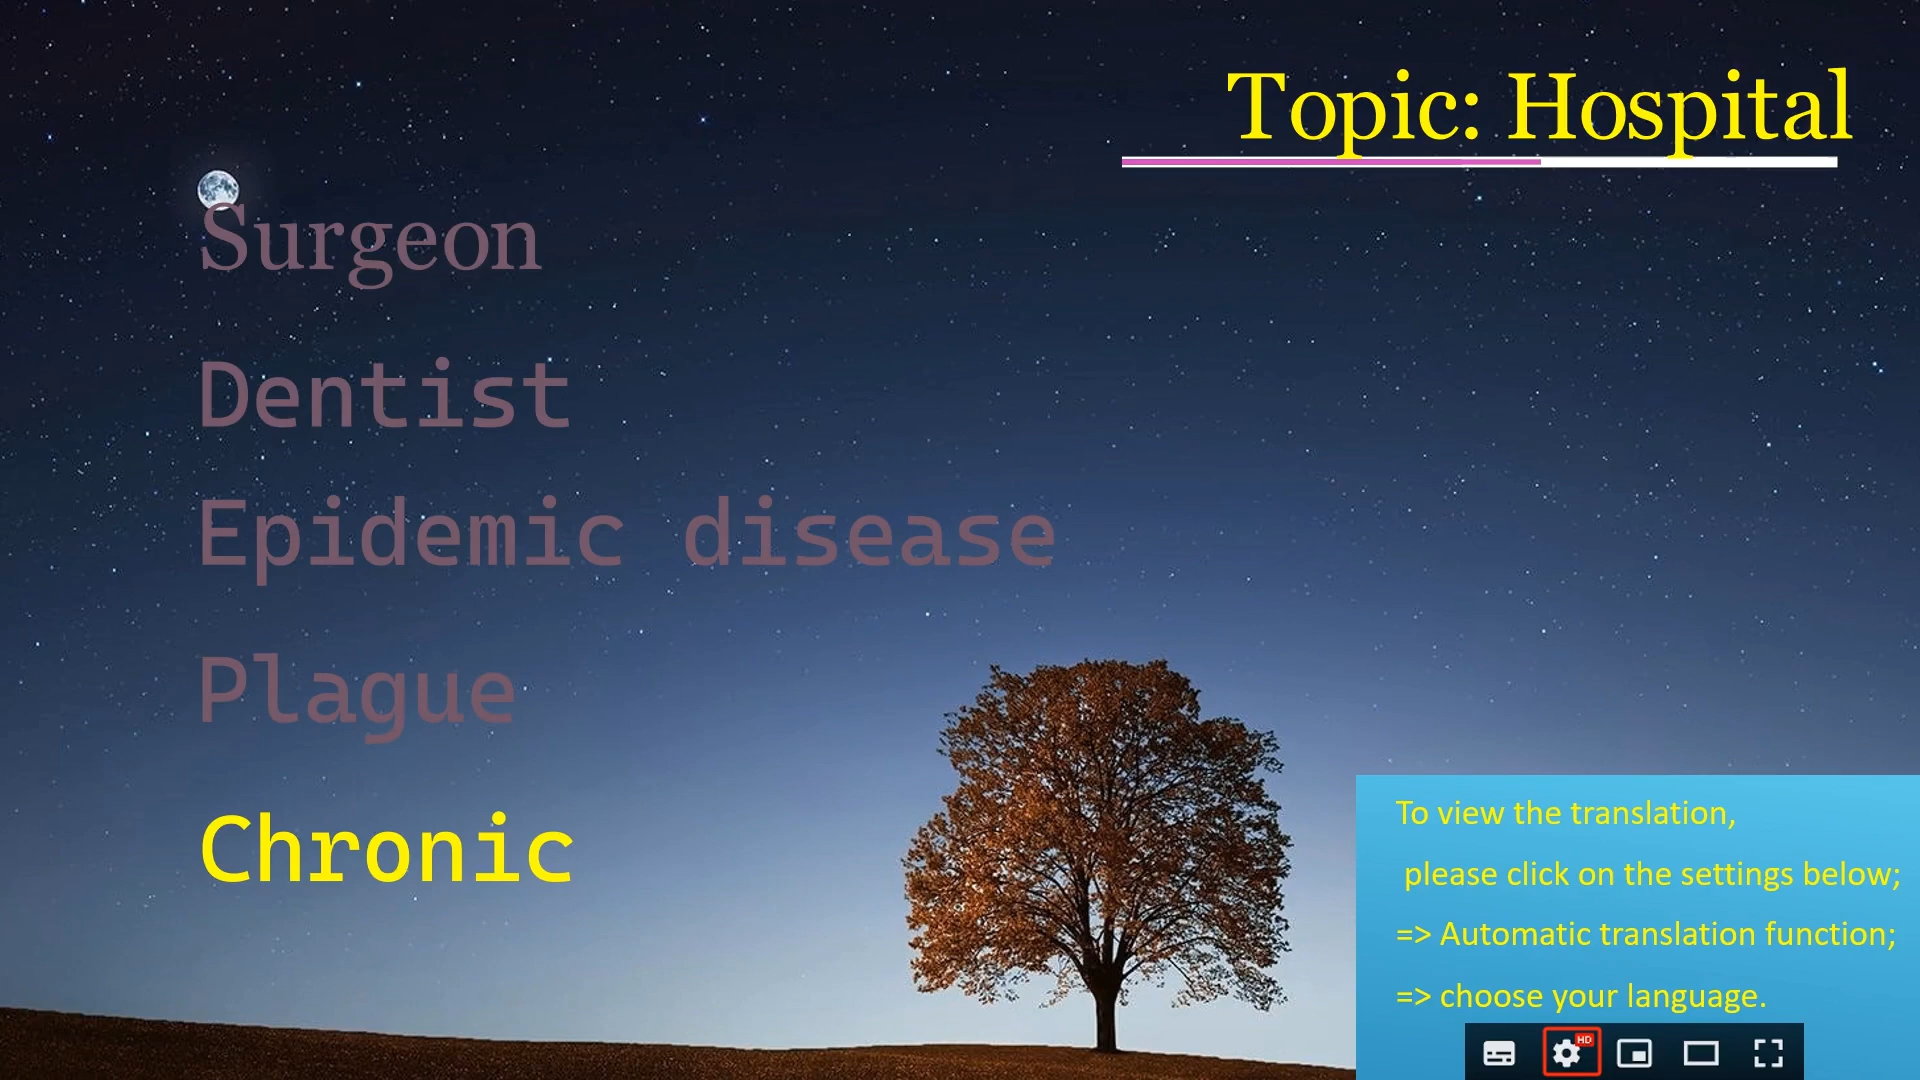 Topic: Hospital
Surgeon
Dentist
Epidemic disease
Plague
Chronic
To view the translation,
please click on the settings below;
=> Automatic translation function;
=> choose your language.
HD